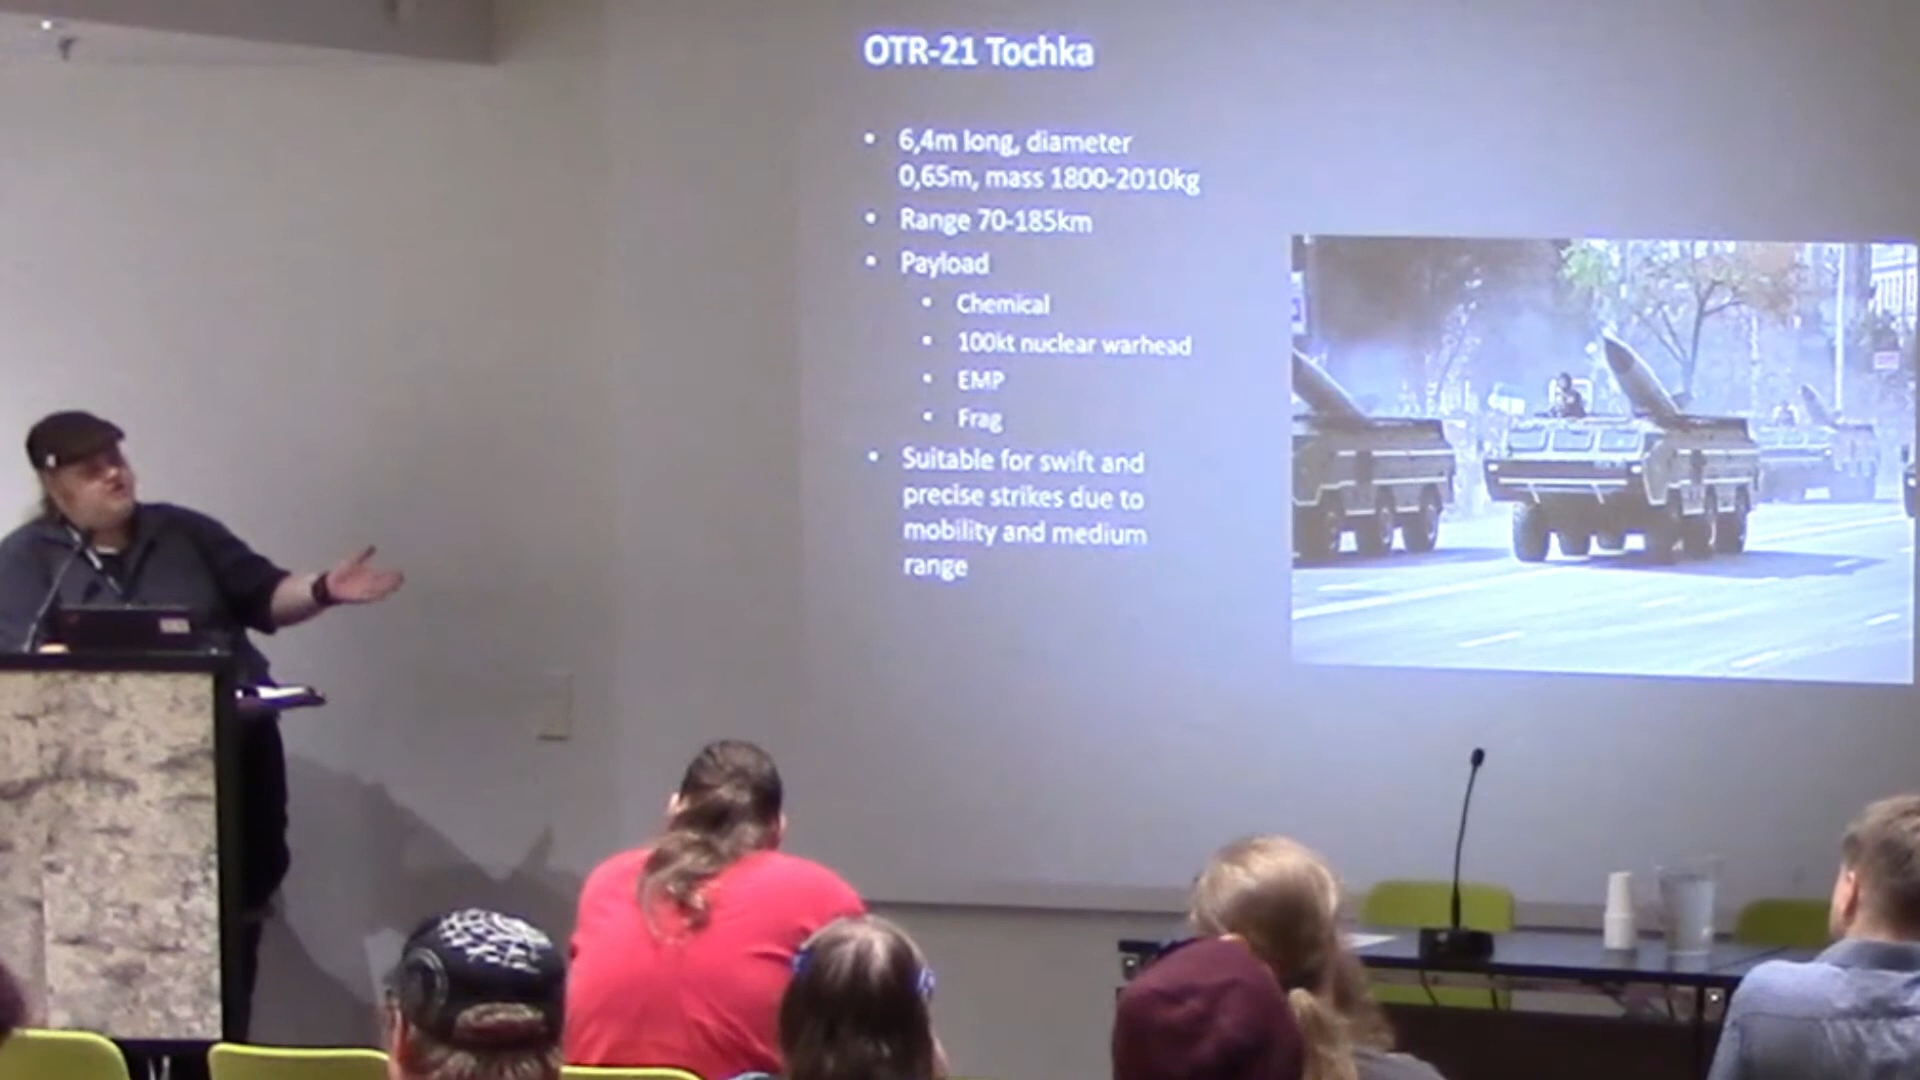 OTR-21 Tochka
• 6,4m long, diameter
0,65m, mass 1800-2010kg
• Range 70-185km
• Payload
• Chemical
• 100kt nuclear warhead
• EMP
• Frag
• Suitable for swift and
precise strikes due to
mobility and medium
range